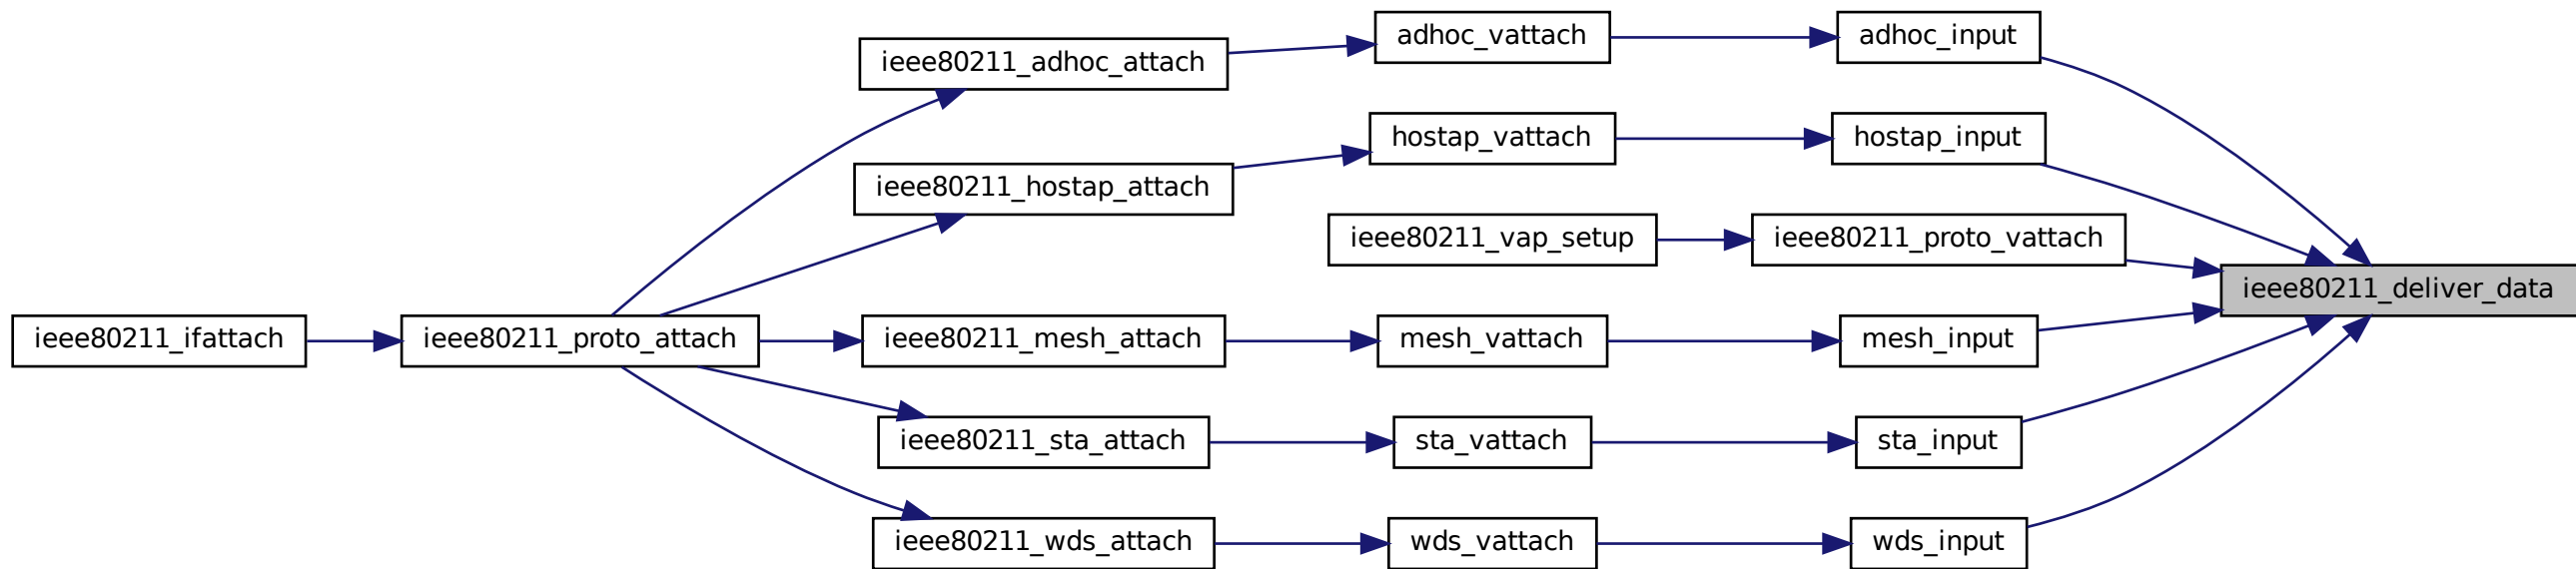 adhoc_vattach
adhoc_input
ieee80211_adhoc_attach
hostap_vattach
hostap_input
ieee80211_hostap_attach
ieee80211_vap_setup
ieee80211_proto_vattach
ieee80211_deliver_data
ieee80211_ifattach
ieee80211_proto_attach
ieee80211_mesh_attach
mesh_vattach
mesh_input
ieee80211_sta_attach
sta_vattach
sta_input
ieee80211_wds_attach
wds_vattach
wds_input